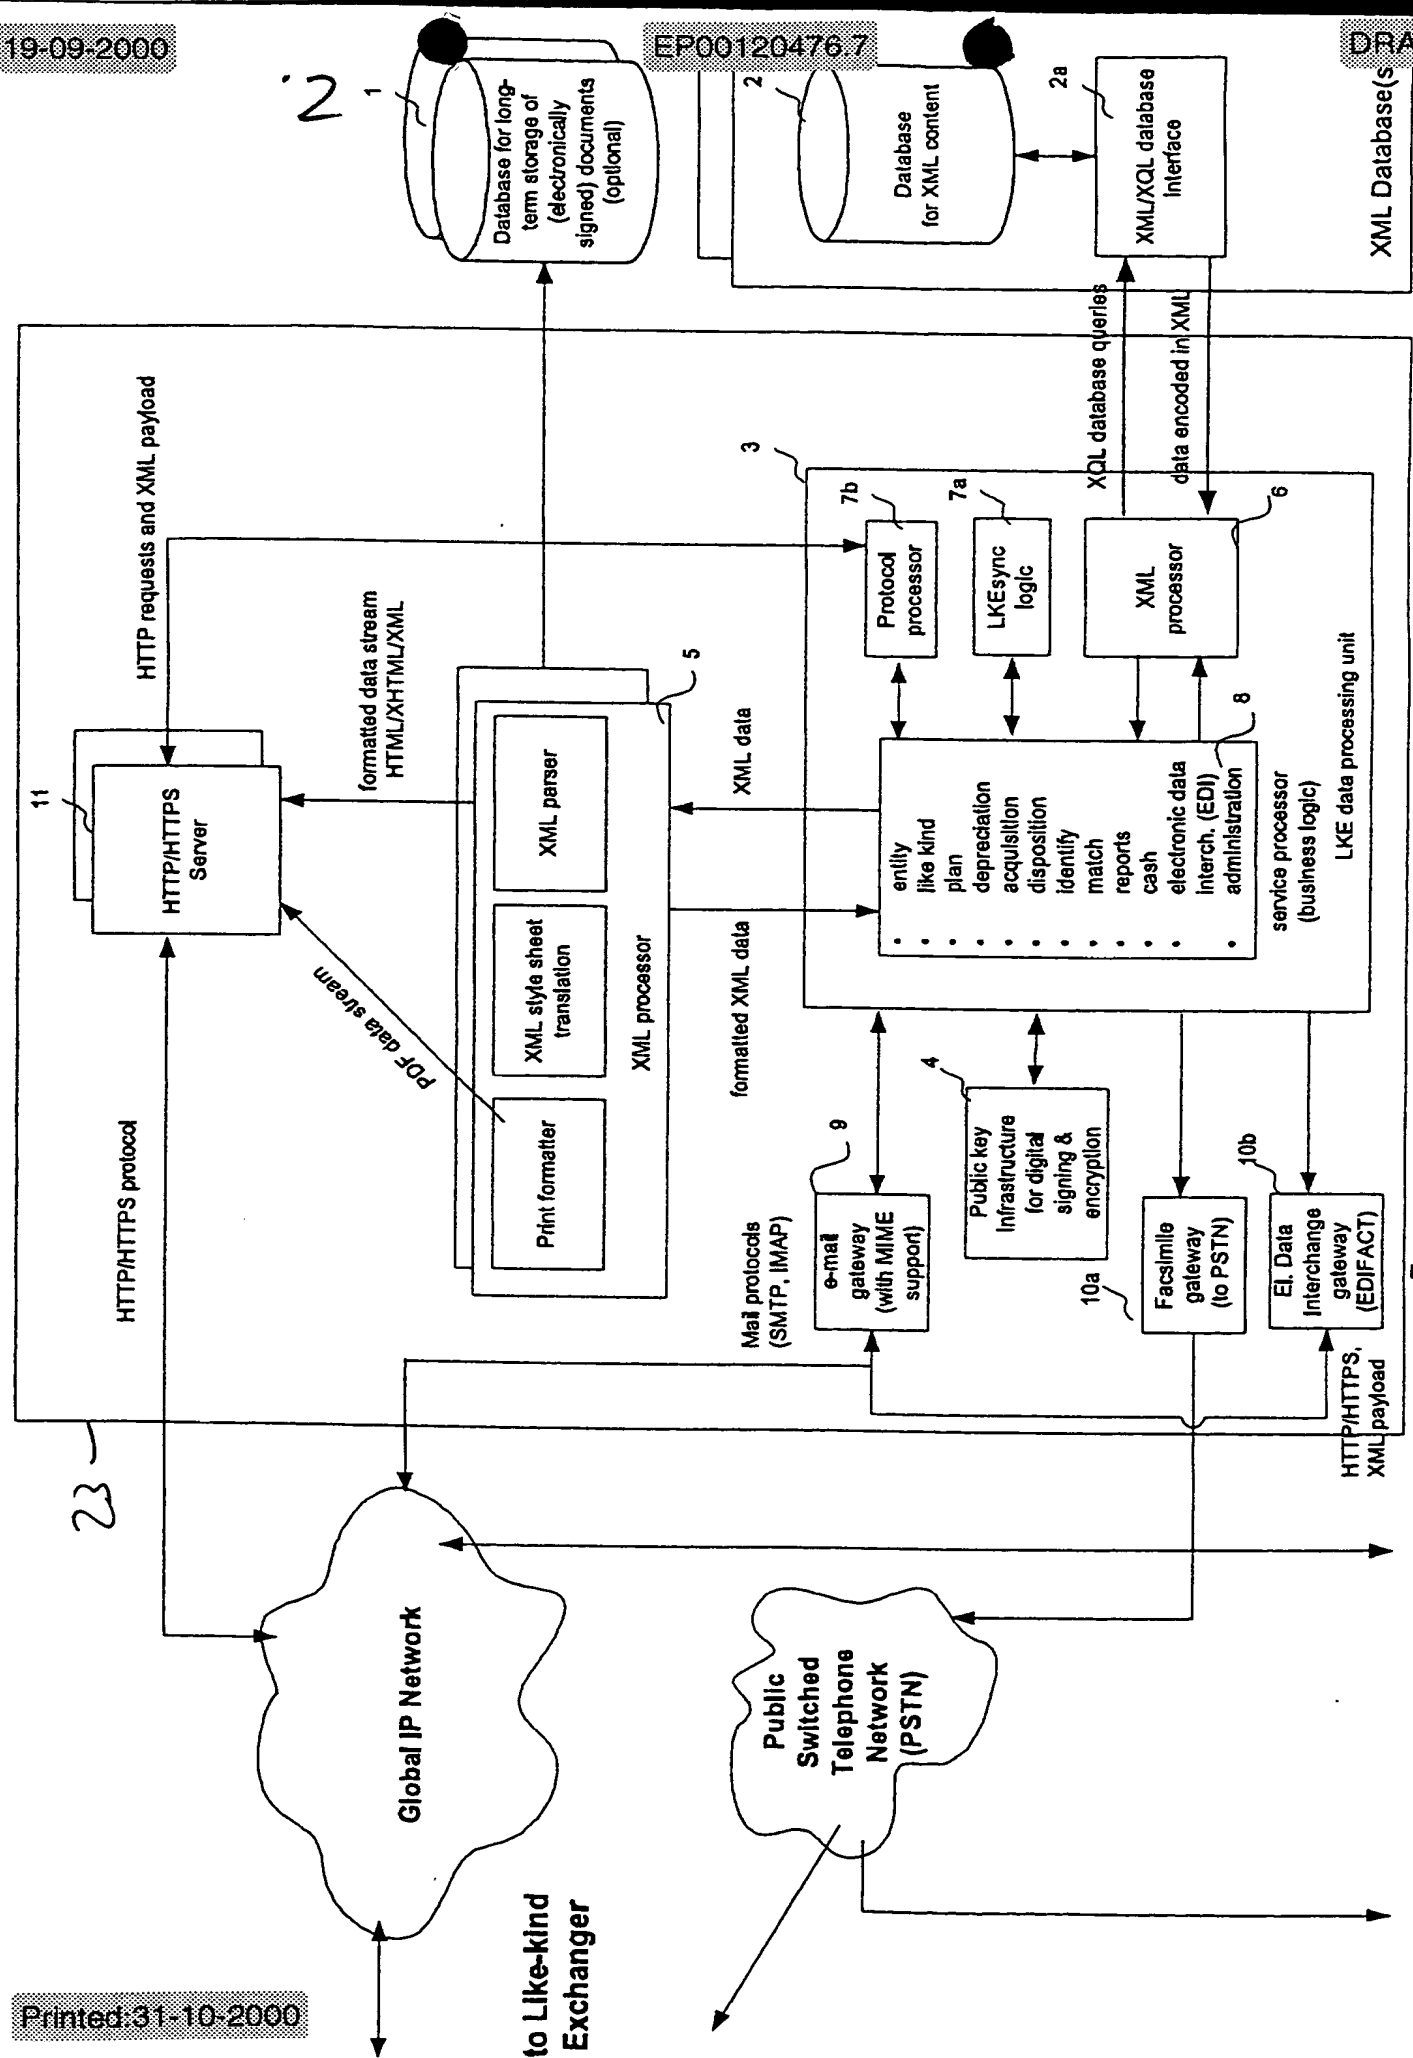 19-09-2000
EP00120476.7
DRA
2
1
Database for long-
term storage of
(electronically
signed) documents
(optional)
2
Database
for XML content
2a
XML/XQL database
Interface
XML Database(s
HTTP requests and XML payload
XQL database queries
data encoded in XML
11
HTTP/HTTPS
Server
formatted data stream
HTML/XHTML/XML
PDF data stream
HTTP/HTTPS protocol
5
XML parser
XML style sheet
translation
Print formatter
XML processor
XML data
formatted XML data
3
7b
Protocol
processor
7a
LKEsync
logic
XML
processor
6
8
• entity
• like kind
• plan
• depreciation
• acquisition
• disposition
• identify
• match
• reports
• cash
• electronic data
interch. (EDI)
• administration
service processor
(business logic)
LKE data processing unit
9
e-mail
gateway
(with MIME
support)
Mail protocols
(SMTP, IMAP)
4
Public key
Infrastructure
(for digital
signing &
encryption
10a
Facsimile
gateway
(to PSTN)
10b
El. Data
Interchange
gateway
(EDIFACT)
HTTP/HTTPS,
XML payload
23
Global IP Network
Public
Switched
Telephone
Network
(PSTN)
to Like-kind
Exchanger
Printed:31-10-2000